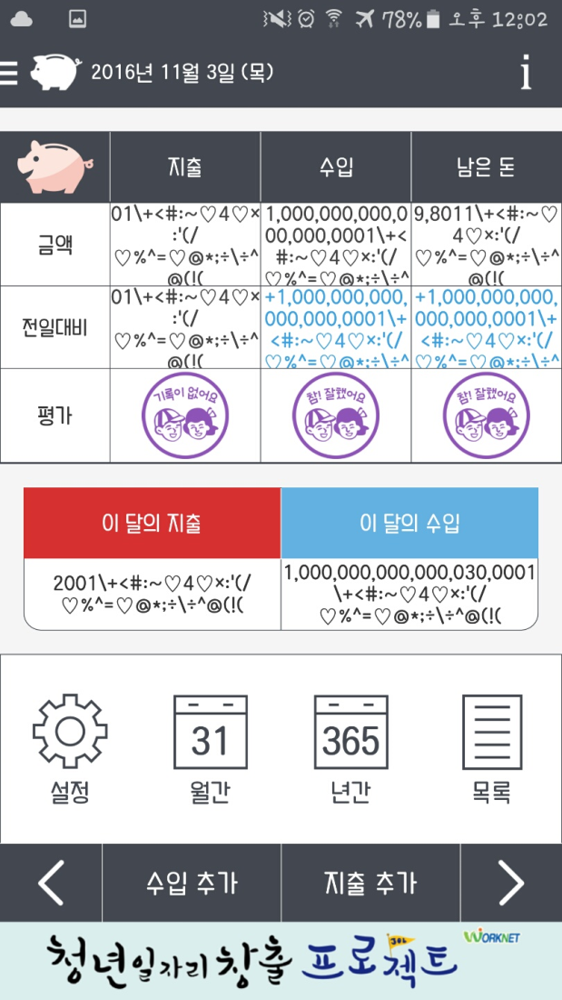 78% 오후 12:02
2016년 11월 3일 (목) i
지출 수입 남은 돈
금액
01\+<#:~♡4♡×
:'(/
♡%^=♡@*;÷\÷^
@(!(
1,000,000,000,0
00,000,0001\+<
#:~♡4♡×:'(/
♡%^=♡@*;÷\÷^
9,8011\+<#:~♡
4♡×:'(/
♡%^=♡@*;÷\÷^
@(!(
전일대비
01\+<#:~♡4♡×
:'(/
♡%^=♡@*;÷\÷^
@(!(
+1,000,000,000,
000,000,0001\+
<#:~♡4♡×:'(/
♡%^=♡@*;÷\÷^
+1,000,000,000,
000,000,0001\+
<#:~♡4♡×:'(/
♡%^=♡@*;÷\÷^
평가
기록이 없어요
참! 잘했어요
참! 잘했어요
이 달의 지출 이 달의 수입
2001\+<#:~♡4♡×:'(/
♡%^=♡@*;÷\÷^@(!(
1,000,000,000,000,030,0001
\+<#:~♡4♡×:'(/
♡%^=♡@*;÷\÷^@(!(
31 365
설정 월간 년간 목록
수입 추가 지출 추가
청년일자리 창출 프로젝트
JOB
WORKNET